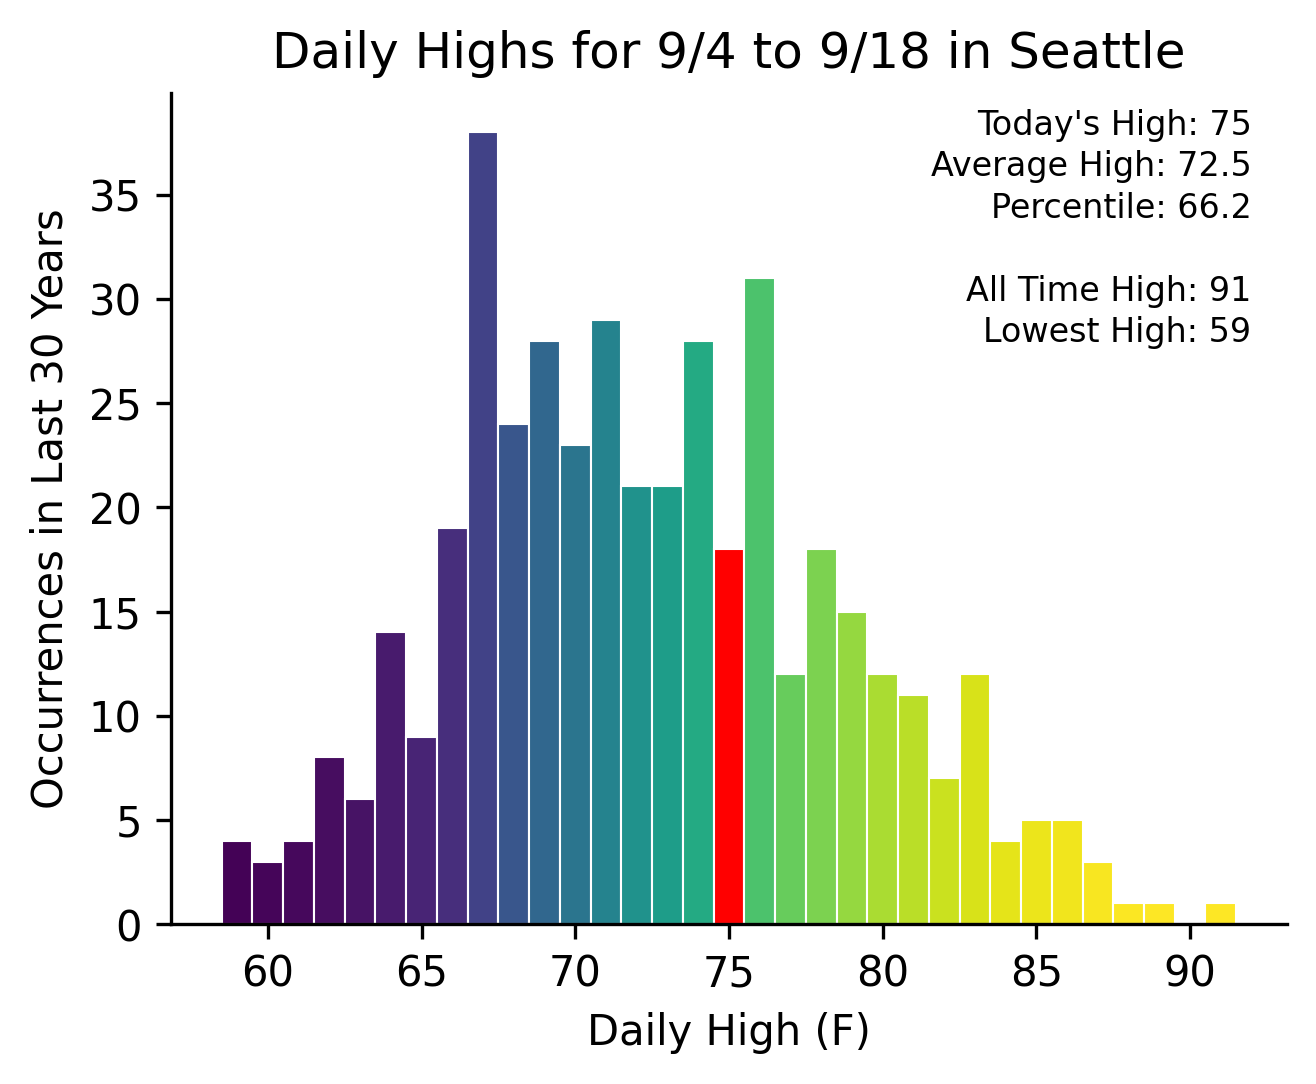 Daily Highs for 9/4 to 9/18 in Seattle
Today's High: 75
Average High: 72.5
Percentile: 66.2
All Time High: 91
Lowest High: 59
Occurrences in Last 30 Years
35
30
25
20
15
10
5
0
60 65 70 75 80 85 90
Daily High (F)